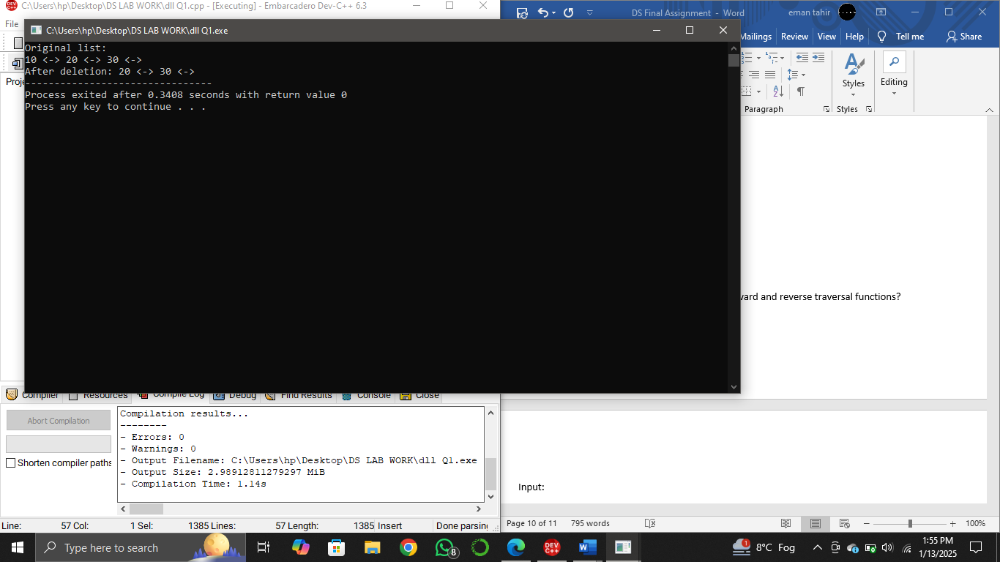 C:\Users\hp\Desktop\DS LAB WORK\dll Q1.cpp - [Executing] - Embarcadero Dev-C++ 6.3
DS Final Assignment - Word
eman tahir
File
C:\Users\hp\Desktop\DS LAB WORK\dll Q1.exe
Mailings Review View Help Tell me Share
Original list:
10 <-> 20 <-> 30 <->
After deletion: 20 <-> 30 <->
--------------------------------
Process exited after 0.3408 seconds with return value 0
Press any key to continue . . .
Styles
Editing
Paragraph
Styles
and reverse traversal functions?
Compiler Resources Compile Log Debug Find Results Console Close
Abort Compilation
Shorten compiler paths
Compilation results...
--------
- Errors: 0
- Warnings: 0
- Output Filename: C:\Users\hp\Desktop\DS LAB WORK\dll Q1.exe
- Output Size: 2.98912811279297 MiB
- Compilation Time: 1.14s
Input:
Line: 57 Col: 1 Sel: 1385 Lines: 57 Length: 1385 Insert Done parsing
Page 10 of 11 795 words 100%
Type here to search
8
1
8°C Fog
1:55 PM
1/13/2025